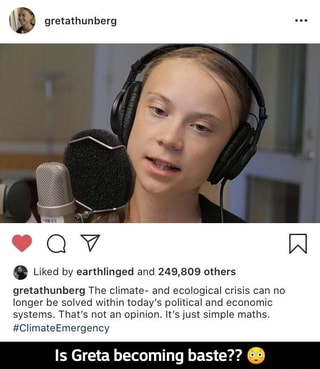 gretathunberg
Liked by earthlinged and 249,809 others
gretathunberg The climate- and ecological crisis can no
longer be solved within today's political and economic
systems. That's not an opinion. It's just simple maths.
#ClimateEmergency
Is Greta becoming baste?? 😳